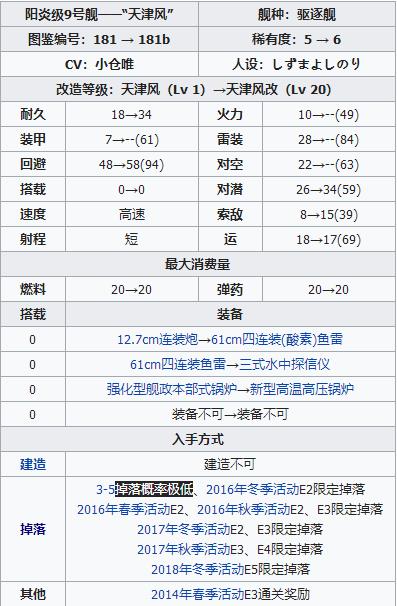 阳炎级9号舰——“天津风” 舰种：驱逐舰
图鉴编号：181 → 181b 稀有度：5 → 6
CV：小仓唯 人设：しずまよしのり
改造等级：天津风（Lv 1）→天津风改（Lv 20）
耐久 18→34 火力 10→--(49)
装甲 7→--(61) 雷装 28→--(84)
回避 48→58(94) 对空 22→--(63)
搭载 0→0 对潜 26→34(59)
速度 高速 索敌 8→15(39)
射程 短 运 18→17(69)
最大消费量
燃料 20→20 弹药 20→20
搭载 装备
0 12.7cm连装炮→61cm四连装(酸素)鱼雷
0 61cm四连装鱼雷→三式水中探信仪
0 强化型舰政本部式锅炉→新型高温高压锅炉
0 装备不可→装备不可
入手方式
建造 建造不可
掉落 3-5掉落概率极低、2016年冬季活动E2限定掉落
2016年春季活动E2、2016年秋季活动E2、E3限定掉落
2017年冬季活动E2、E3限定掉落
2017年秋季活动E3、E4限定掉落
2018年冬季活动E5限定掉落
其他 2014年春季活动E3通关奖励